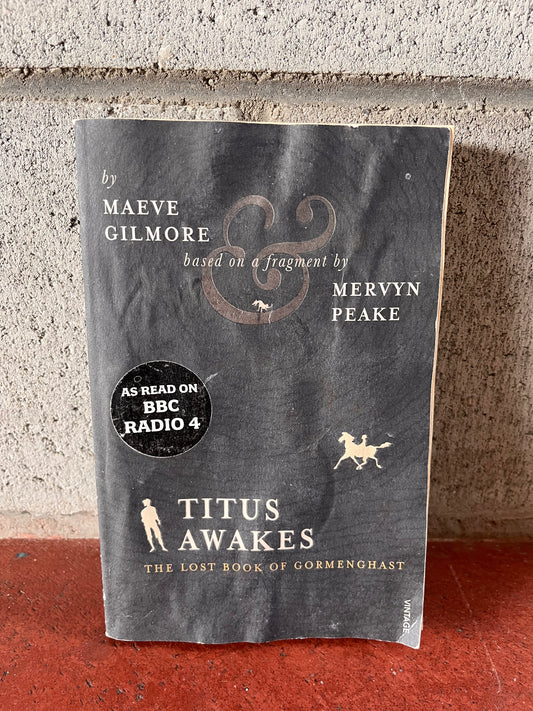 by
MAEVE
GILMORE
&
based on a fragment by
MERVYN
PEAKE
AS READ ON
BBC
RADIO 4
TITUS
AWAKES
THE LOST BOOK OF GORMENGHAST
VINTAGE